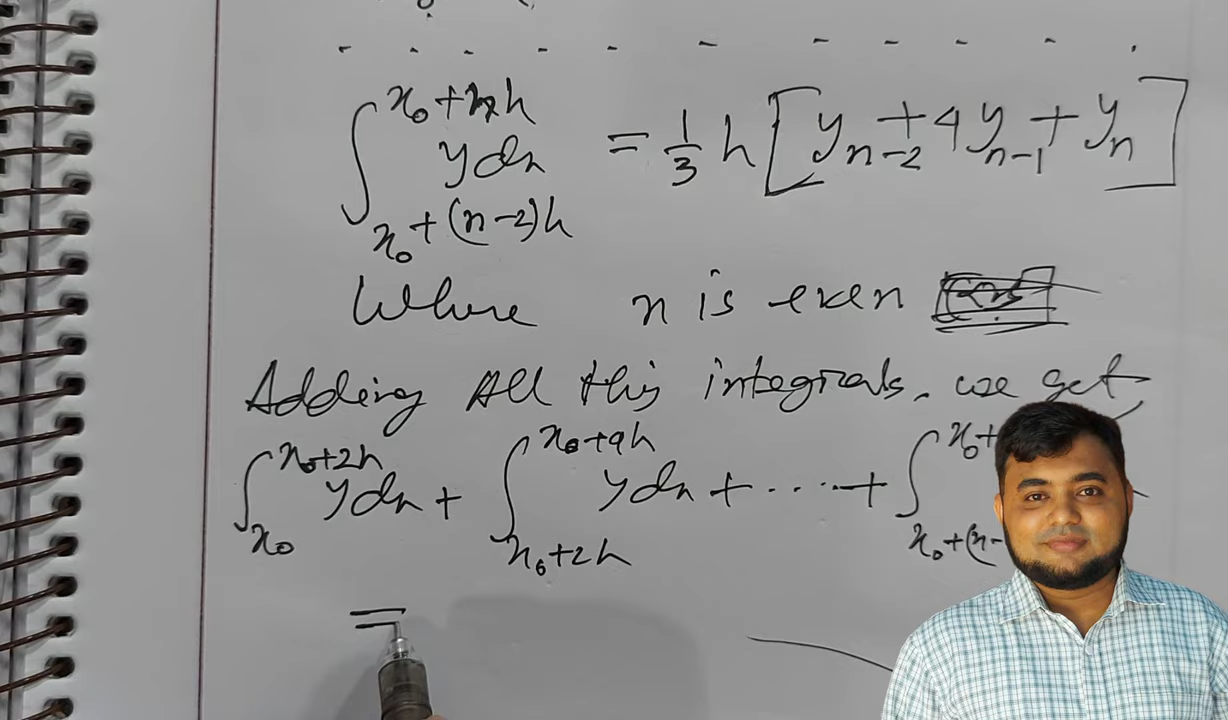 ∫_{x₀+(n-2)h}^{x₀+nh} y dx = 1/3 h [y_{n-2} + 4y_{n-1} + y_n]
Where n is even
Adding All this integrals, we get
∫_{x₀}^{x₀+2h} y dx + ∫_{x₀+2h}^{x₀+4h} y dx + ..... + ∫_{x₀+(n-}^{x₀+}
=